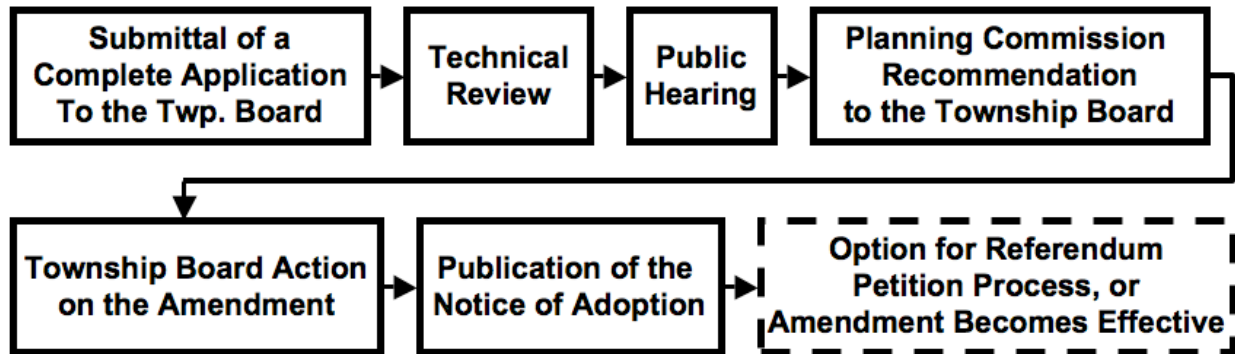 Submittal of a
Complete Application
To the Twp. Board
Technical
Review
Public
Hearing
Planning Commission
Recommendation
to the Township Board
Township Board Action
on the Amendment
Publication of the
Notice of Adoption
Option for Referendum
Petition Process, or
Amendment Becomes Effective